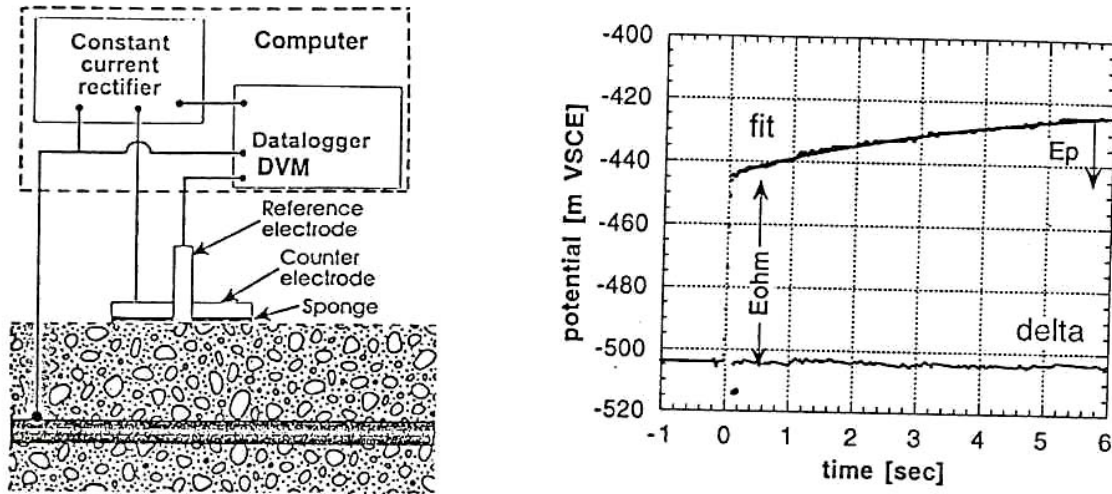 Constant
current
rectifier
Computer
Datalogger
DVM
Reference
electrode
Counter
electrode
Sponge
potential [m VSCE]
-400
-420
-440
-460
-480
-500
-520
fit
Ep
Eohm
delta
-1 0 1 2 3 4 5 6
time [sec]